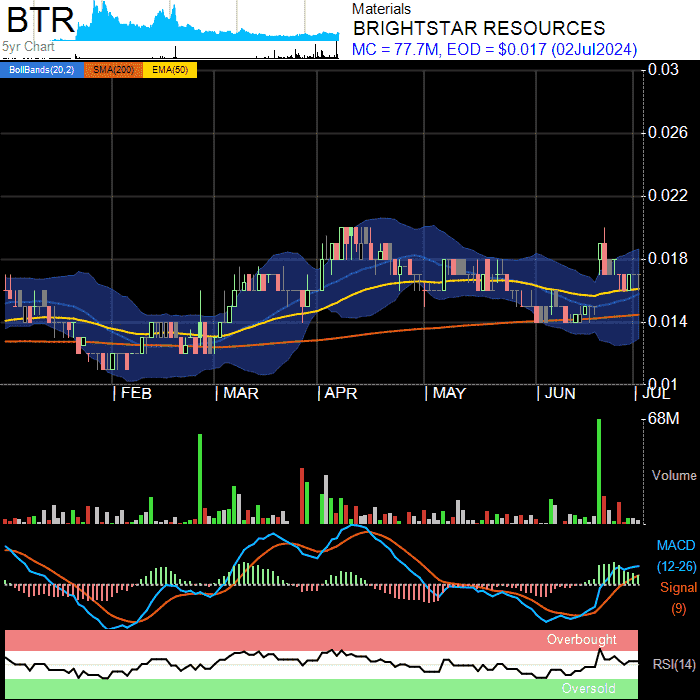 BTR
5yr Chart
Materials
BRIGHTSTAR RESOURCES
MC = 77.7M, EOD = $0.017 (02Jul2024)
BollBands(20,2) SMA(200) EMA(50)
0.03
0.026
0.022
0.018
0.014
0.01
FEB MAR APR MAY JUN JUL
68M
Volume
MACD
(12-26)
Signal
(9)
Overbought
RSI(14)
Oversold